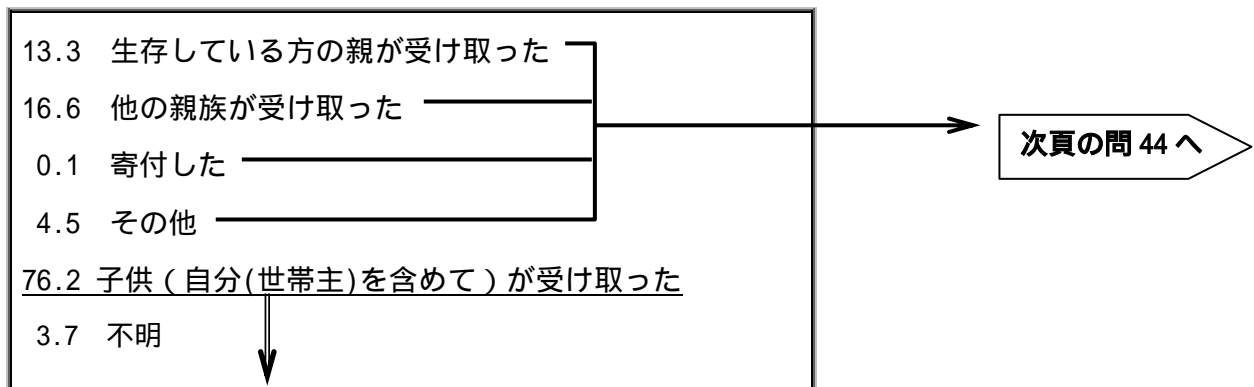 13.3 生存している方の親が受け取った
16.6 他の親族が受け取った
0.1 寄付した
4.5 その他
76.2 子供（自分(世帯主)を含めて）が受け取った
3.7 不明
次頁の問 44 へ